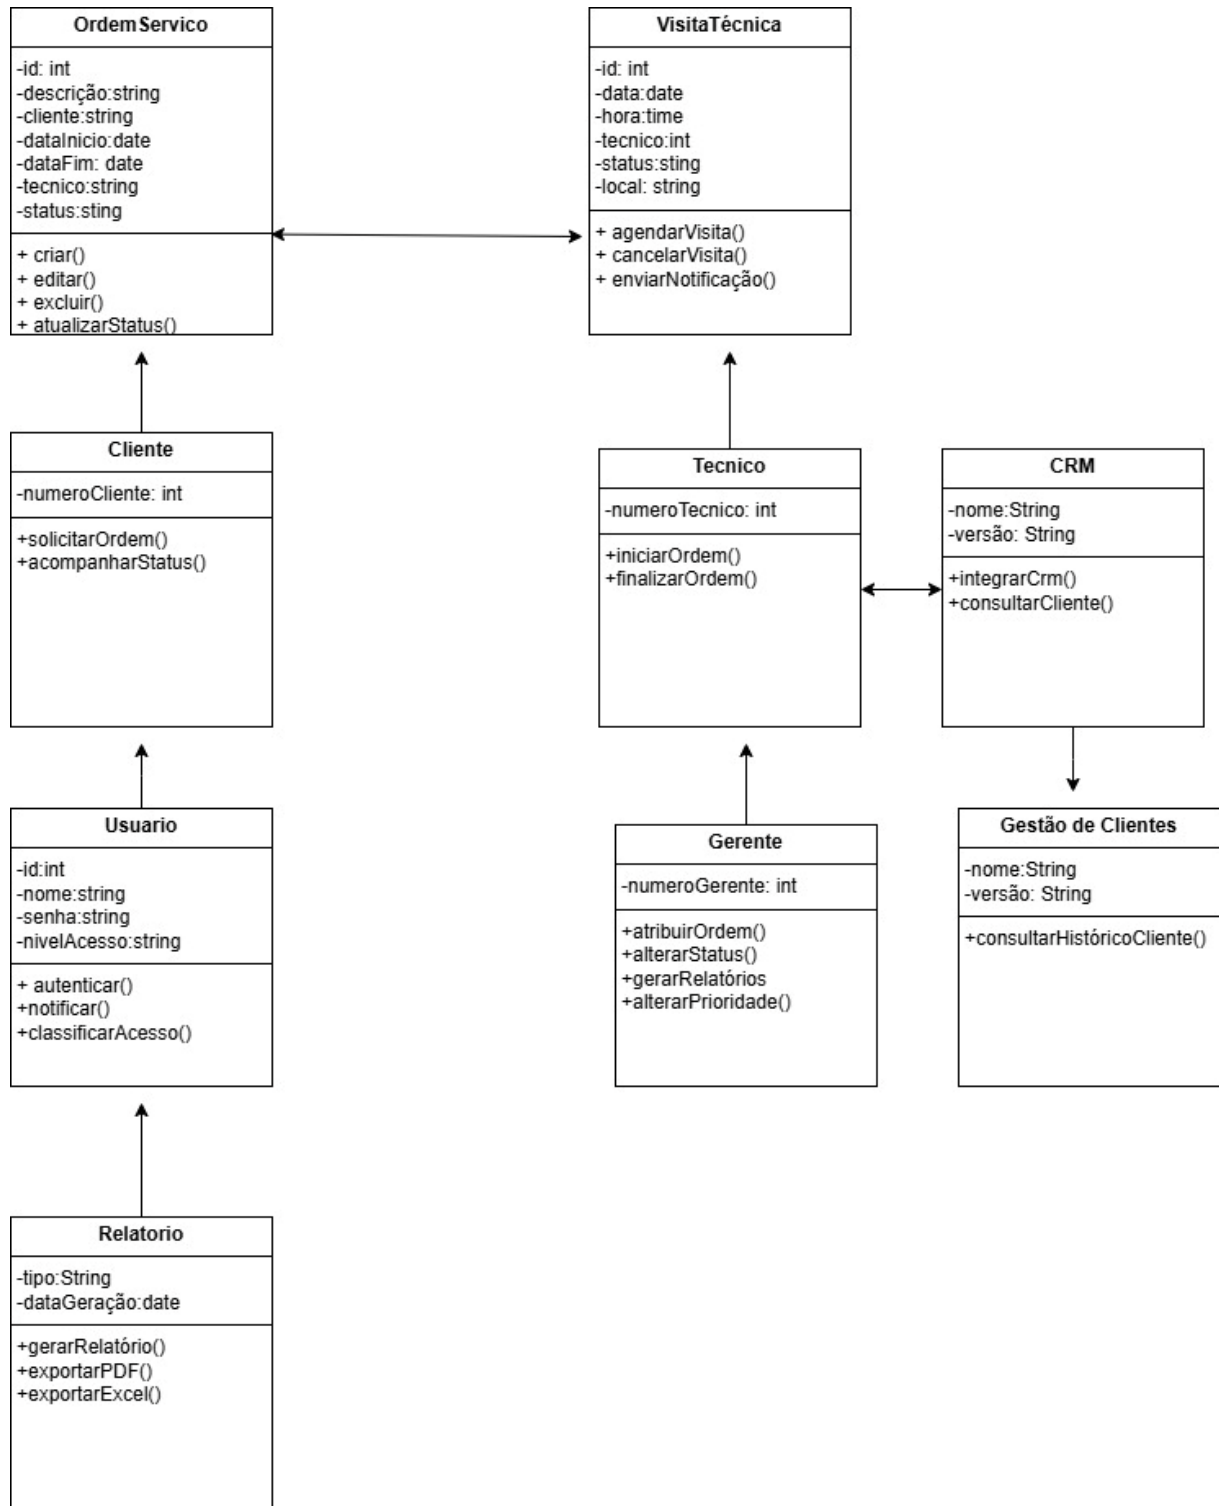 OrdemServico
-id: int
-descrição:string
-cliente:string
-dataInicio:date
-dataFim: date
-tecnico:string
-status:sting
+ criar()
+ editar()
+ excluir()
+ atualizarStatus()
VisitaTécnica
-id: int
-data:date
-hora:time
-tecnico:int
-status:sting
-local: string
+ agendarVisita()
+ cancelarVisita()
+ enviarNotificação()
Cliente
-numeroCliente: int
+solicitarOrdem()
+acompanharStatus()
Tecnico
-numeroTecnico: int
+iniciarOrdem()
+finalizarOrdem()
CRM
-nome:String
-versão: String
+integrarCrm()
+consultarCliente()
Usuario
-id:int
-nome:string
-senha:string
-nivelAcesso:string
+ autenticar()
+notificar()
+classificarAcesso()
Gerente
-numeroGerente: int
+atribuirOrdem()
+alterarStatus()
+gerarRelatórios
+alterarPrioridade()
Gestão de Clientes
-nome:String
-versão: String
+consultarHistóricoCliente()
Relatorio
-tipo:String
-dataGeração:date
+gerarRelatório()
+exportarPDF()
+exportarExcel()